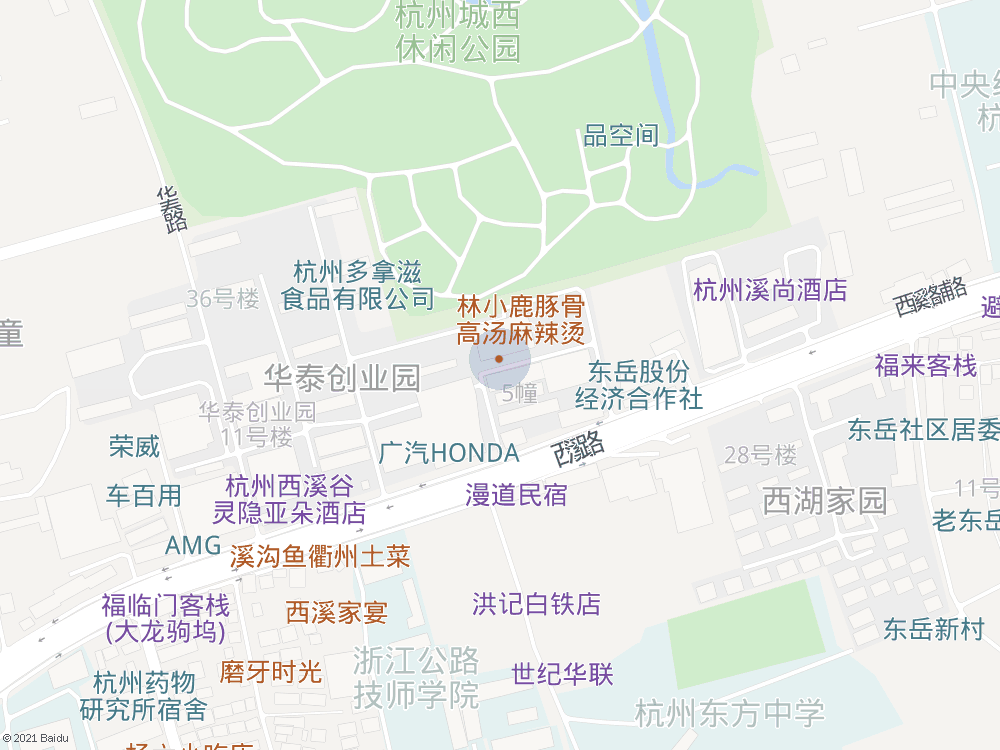 杭州城西
休闲公园
中央
杭
品空间
华泰路
杭州多拿滋
食品有限公司
36号楼
林小鹿豚骨
高汤麻辣烫
杭州溪尚酒店
避
童
西溪路辅路
福来客栈
华泰创业园
5幢
东岳股份
经济合作社
华泰创业园
11号楼
荣威
广汽HONDA
西溪路
28号楼
东岳社区居委
车百用
杭州西溪谷
灵隐亚朵酒店
漫道民宿
西湖家园
11号
老东岳
AMG
溪沟鱼衢州土菜
福临门客栈
(大龙驹坞)
西溪家宴
洪记白铁店
东岳新村
磨牙时光
浙江公路
技师学院
世纪华联
杭州药物
研究所宿舍
杭州东方中学
© 2021 Baidu